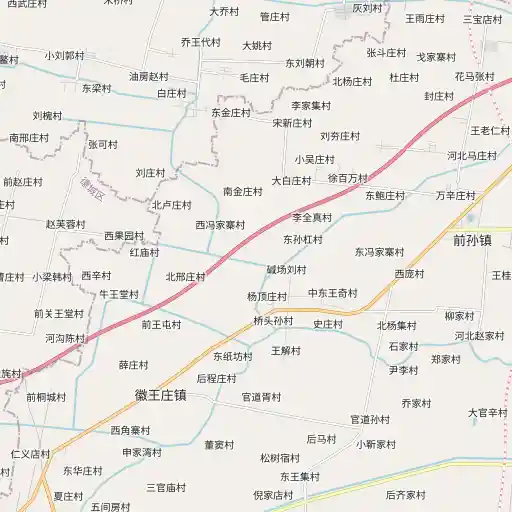 西武庄村
大乔村
管庄村
灰刘村
王雨庄村
三宝店村
乔王代村
大姚村
张斗庄村
小刘郭村
东刘朝村
戈家寨村
油房赵村
毛庄村
北杨庄村
杜庄村
花马张村
东梁村
白庄村
封庄村
李家集村
刘槐村
东金庄村
宋新庄村
王老仁村
南邢庄村
张可村
刘夯庄村
河北马庄村
小吴庄村
刘庄村
徐百万村
前赵庄村
德城区
南金庄村
大白庄村
东鲍庄村
万辛庄村
北卢庄村
李全真村
赵芙蓉村
西冯家寨村
西果园村
东孙杠村
前孙镇
红庙村
东冯家寨村
曹庄村
小梁韩村
西辛村
北邢庄村
碱场刘村
西庞村
王桂
牛王堂村
杨顶庄村
中东王奇村
前关王堂村
前王屯村
桥头孙村
史庄村
北杨集村
柳家村
河沟陈村
河北赵家村
东纸坊村
王解村
石家村
郑家村
薛庄村
后程庄村
尹李村
前桐城村
徽王庄镇
官道胥村
乔家村
大官辛村
官道孙村
西角寨村
后马村
小靳家村
仁义店村
申家湾村
董窦村
松树宿村
东华庄村
东王集村
三官庙村
夏庄村
倪家店村
后齐家村
五间房村